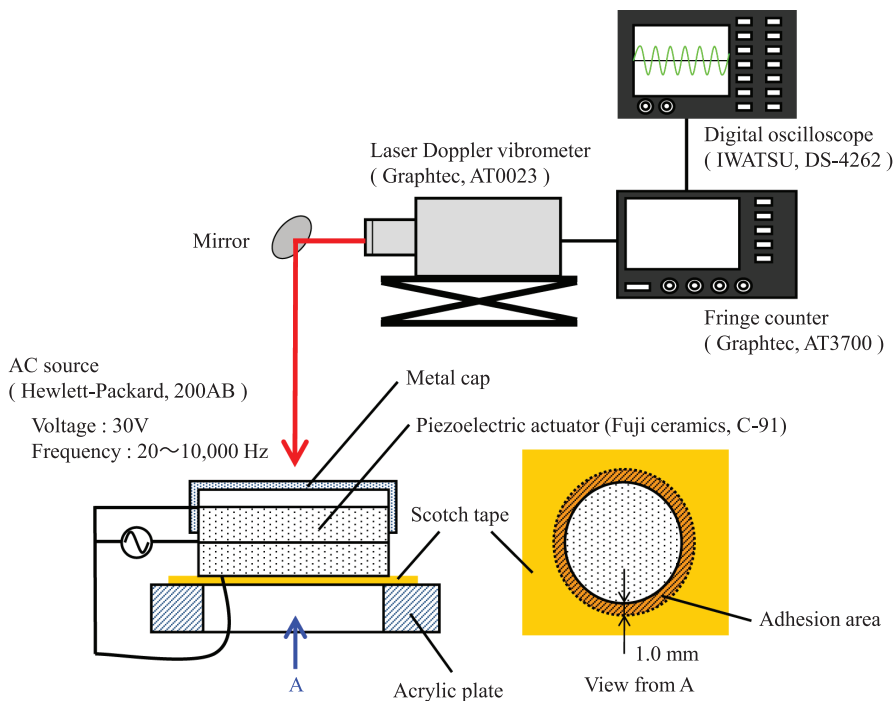 Digital oscilloscope
( IWATSU, DS-4262)
Laser Doppler vibrometer
( Graphtec, AT0023 )
Mirror
Fringe counter
( Graphtec, AT3700 )
AC source
( Hewlett-Packard, 200AB )
Voltage : 30V
Frequency : 20～10,000 Hz
Metal cap
Piezoelectric actuator (Fuji ceramics, C-91)
Scotch tape
Adhesion area
1.0 mm
A
Acrylic plate
View from A